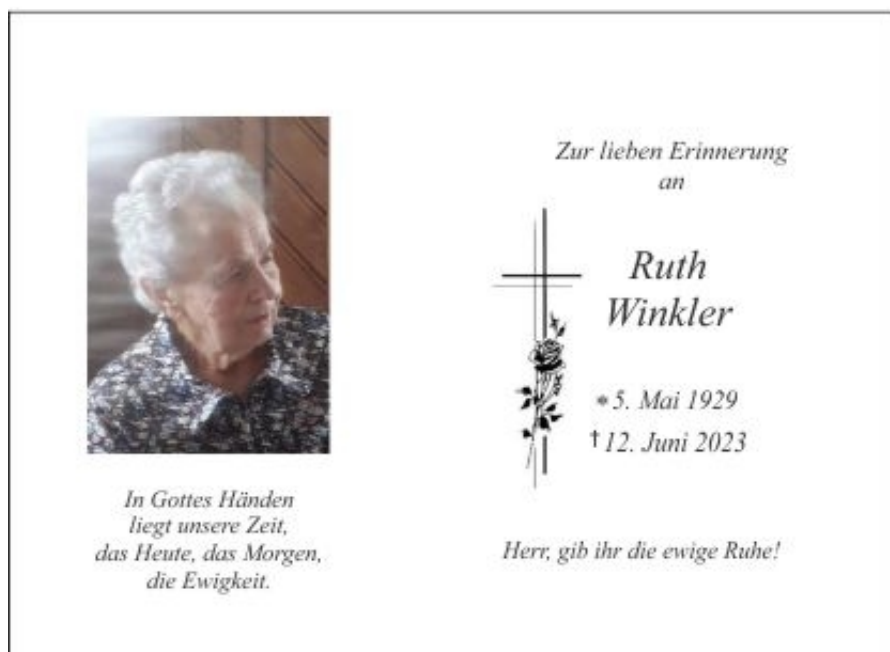 In Gottes Händen
liegt unsere Zeit,
das Heute, das Morgen,
die Ewigkeit.
Zur lieben Erinnerung
an
Ruth
Winkler
* 5. Mai 1929
† 12. Juni 2023
Herr, gib ihr die ewige Ruhe!